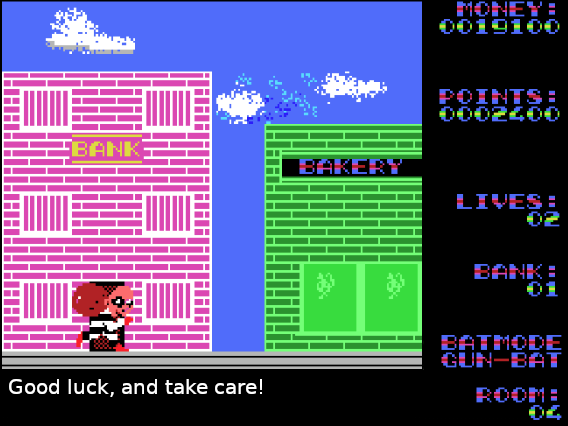 BANK
BAKERY
Good luck, and take care!
MONEY:
0019100
POINTS:
0002400
LIVES:
02
BANK:
01
BATMODE
GUN-BAT
ROOM:
04